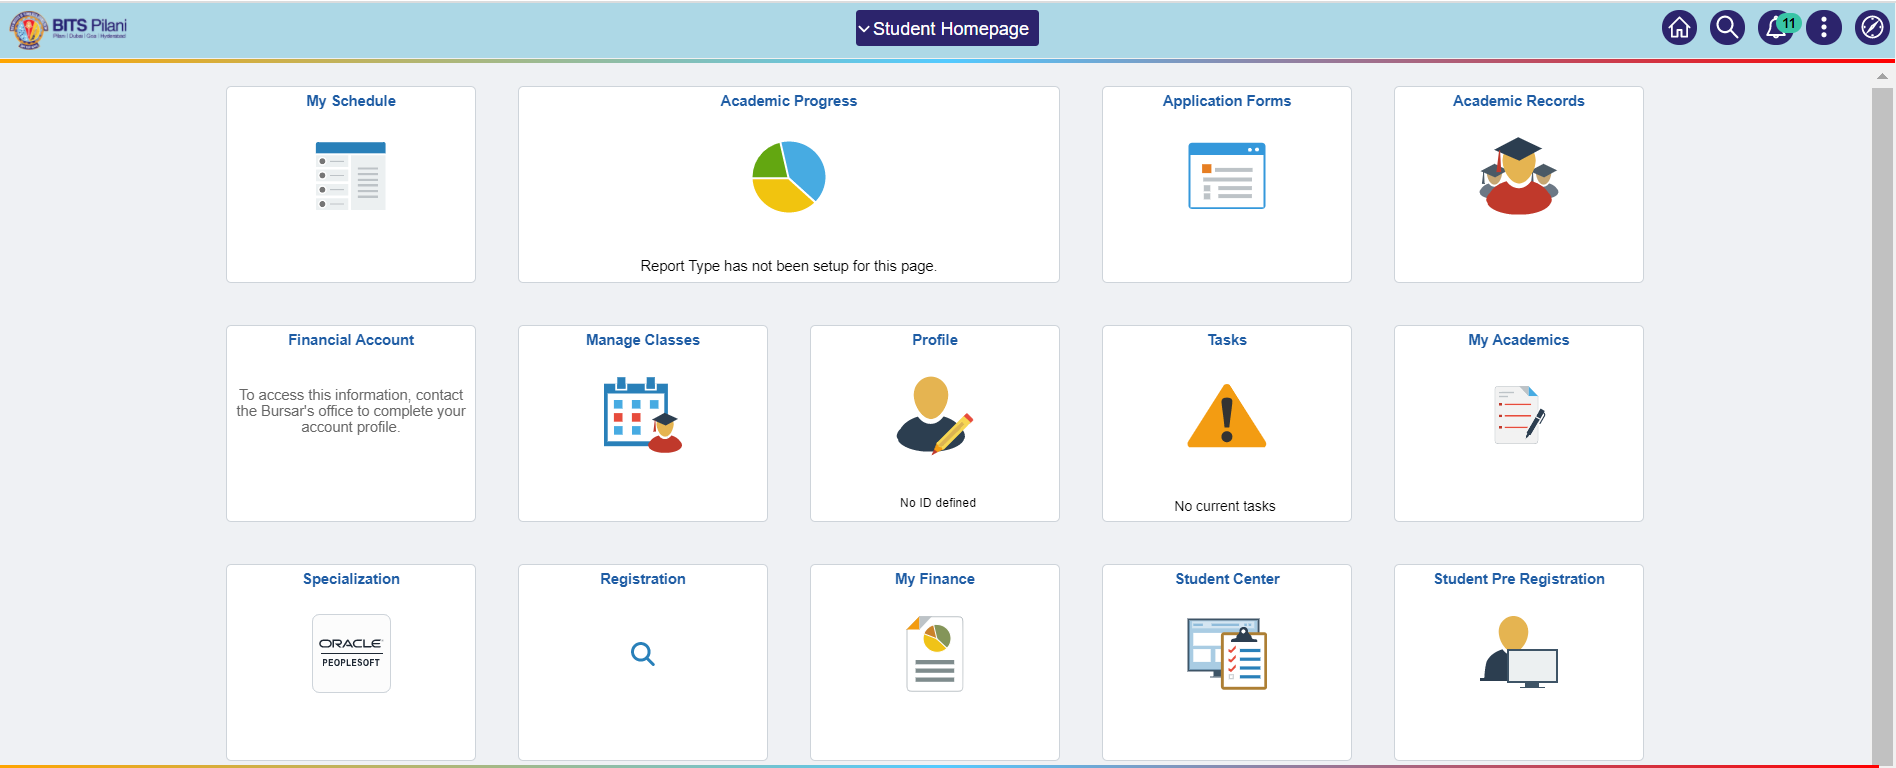 BITS Pilani
Pilani | Dubai | Goa | Hyderabad
Student Homepage
11
My Schedule
Academic Progress
Report Type has not been setup for this page.
Application Forms
Academic Records
Financial Account
To access this information, contact
the Bursar's office to complete your
account profile.
Manage Classes
Profile
No ID defined
Tasks
No current tasks
My Academics
Specialization
ORACLE
PEOPLESOFT
Registration
My Finance
Student Center
Student Pre Registration